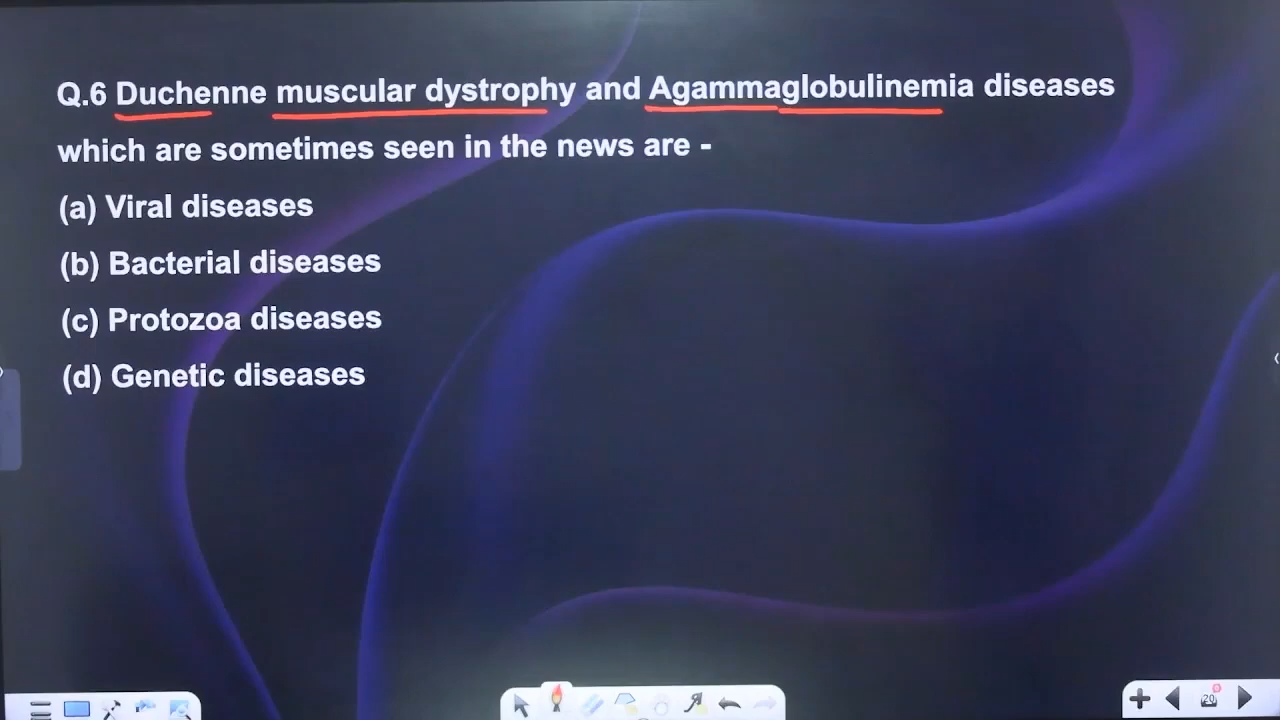 Q.6 Duchenne muscular dystrophy and Agammaglobulinemia diseases
which are sometimes seen in the news are -
(a) Viral diseases
(b) Bacterial diseases
(c) Protozoa diseases
(d) Genetic diseases
20